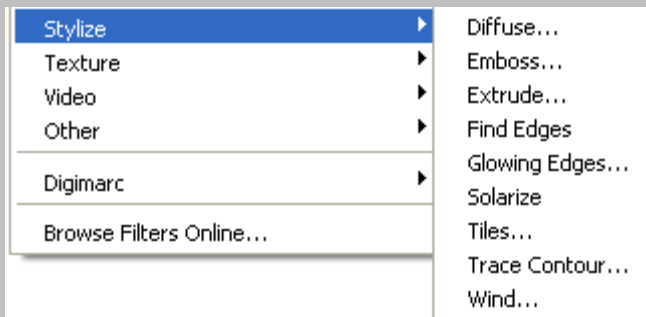 Stylize
Texture
Video
Other
Digimarc
Browse Filters Online...
Diffuse...
Emboss...
Extrude...
Find Edges
Glowing Edges...
Solarize
Tiles...
Trace Contour...
Wind...